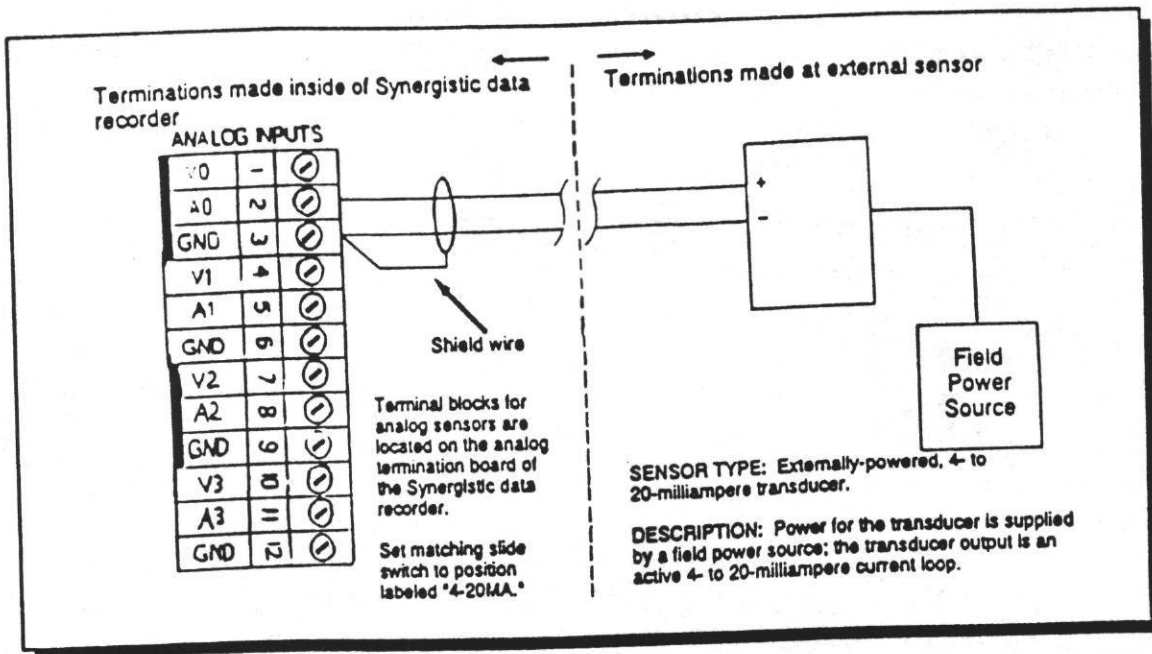 Terminations made inside of Synergistic data
recorder
Terminations made at external sensor
ANALOG INPUTS
V0 1
A0 2
GND 3
V1 4
A1 5
GND 6
V2 7
A2 8
GND 9
V3 10
A3 11
GND 12
Shield wire
+
-
Field
Power
Source
Terminal blocks for
analog sensors are
located on the analog
termination board of
the Synergistic data
recorder.
Set matching slide
switch to position
labeled "4-20MA."
SENSOR TYPE: Externally-powered, 4- to
20-milliampere transducer.
DESCRIPTION: Power for the transducer is supplied
by a field power source; the transducer output is an
active 4- to 20-milliampere current loop.